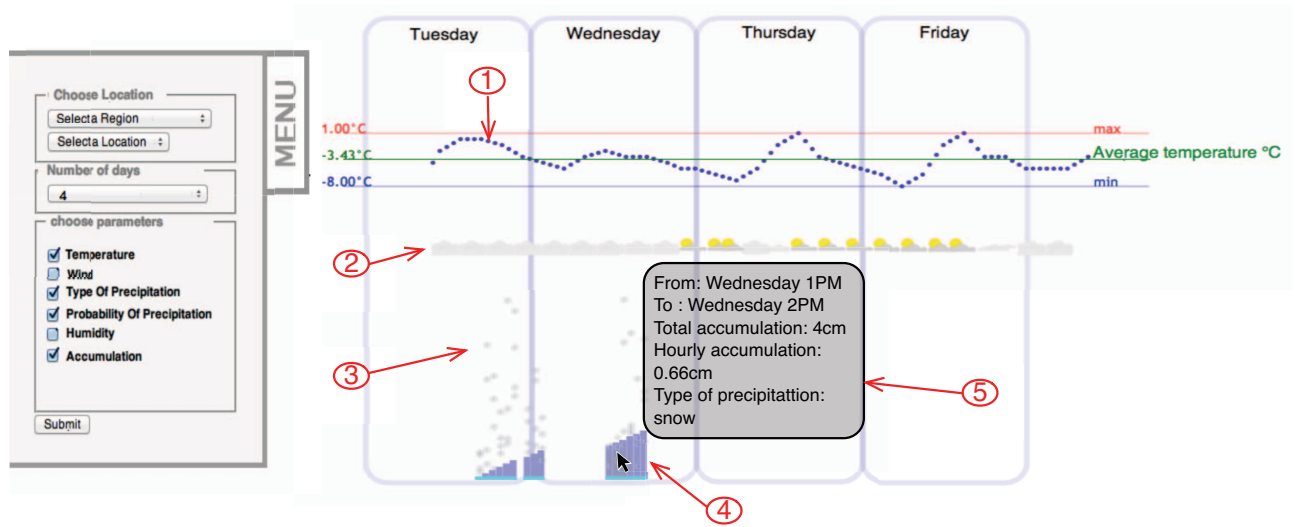 MENU
Choose Location
Selecta Region
Selecta Location
Number of days
4
choose parameters
Temperature
Wind
Type Of Precipitation
Probability Of Precipitation
Humidity
Accumulation
Submit
Tuesday
Wednesday
Thursday
Friday
1
1.00°C
max
-3.43°C
Average temperature °C
-8.00°C
min
2
From: Wednesday 1PM
To : Wednesday 2PM
Total accumulation: 4cm
Hourly accumulation:
0.66cm
Type of precipitattion:
snow
3
5
4